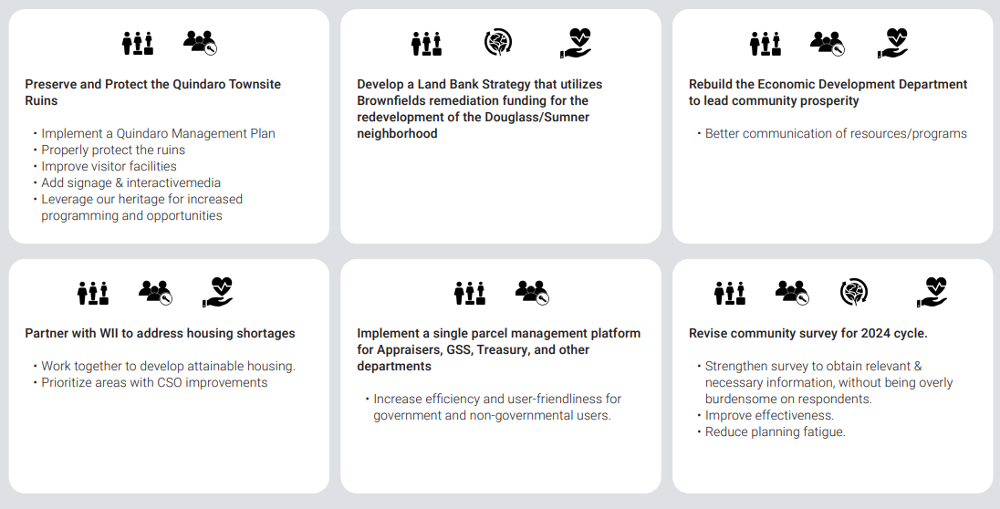 Preserve and Protect the Quindaro Townsite
Ruins
• Implement a Quindaro Management Plan
• Properly protect the ruins
• Improve visitor facilities
• Add signage & interactivemedia
• Leverage our heritage for increased
programming and opportunities
Develop a Land Bank Strategy that utilizes
Brownfields remediation funding for the
redevelopment of the Douglass/Sumner
neighborhood
Rebuild the Economic Development Department
to lead community prosperity
• Better communication of resources/programs
Partner with WII to address housing shortages
• Work together to develop attainable housing.
• Prioritize areas with CSO improvements
Implement a single parcel management platform
for Appraisers, GSS, Treasury, and other
departments
• Increase efficiency and user-friendliness for
government and non-governmental users.
Revise community survey for 2024 cycle.
• Strengthen survey to obtain relevant &
necessary information, without being overly
burdensome on respondents.
• Improve effectiveness.
• Reduce planning fatigue.